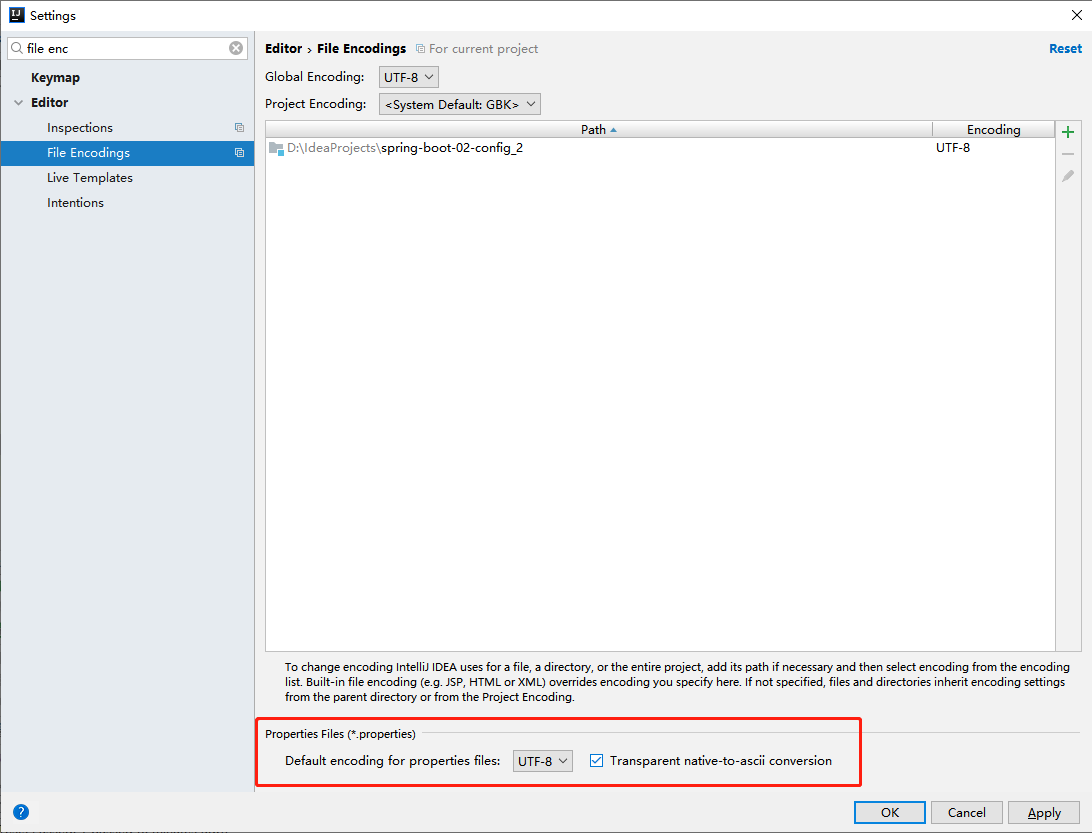 Settings
file enc
Keymap
Editor
Inspections
File Encodings
Live Templates
Intentions
Editor › File Encodings For current project
Reset
Global Encoding: UTF-8
Project Encoding: <System Default: GBK>
Path Encoding
D:\IdeaProjects\spring-boot-02-config_2 UTF-8
To change encoding IntelliJ IDEA uses for a file, a directory, or the entire project, add its path if necessary and then select encoding from the encoding
list. Built-in file encoding (e.g. JSP, HTML or XML) overrides encoding you specify here. If not specified, files and directories inherit encoding settings
from the parent directory or from the Project Encoding.
Properties Files (*.properties)
Default encoding for properties files: UTF-8 Transparent native-to-ascii conversion
? OK Cancel Apply